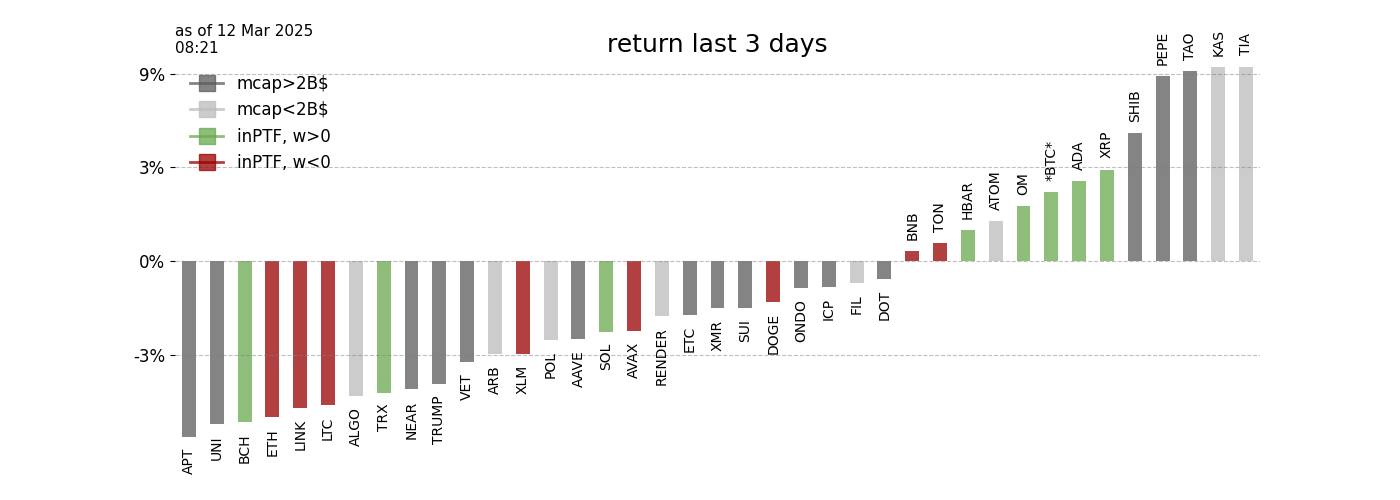 as of 12 Mar 2025
08:21
return last 3 days
9%
3%
0%
-3%
mcap>2B$
mcap<2B$
inPTF, w>0
inPTF, w<0
APT
UNI
BCH
ETH
LINK
LTC
ALGO
TRX
NEAR
TRUMP
VET
ARB
XLM
POL
AAVE
SOL
AVAX
RENDER
ETC
XMR
SUI
DOGE
ONDO
ICP
FIL
DOT
BNB
TON
HBAR
ATOM
OM
*BTC*
ADA
XRP
SHIB
PEPE
TAO
KAS
TIA